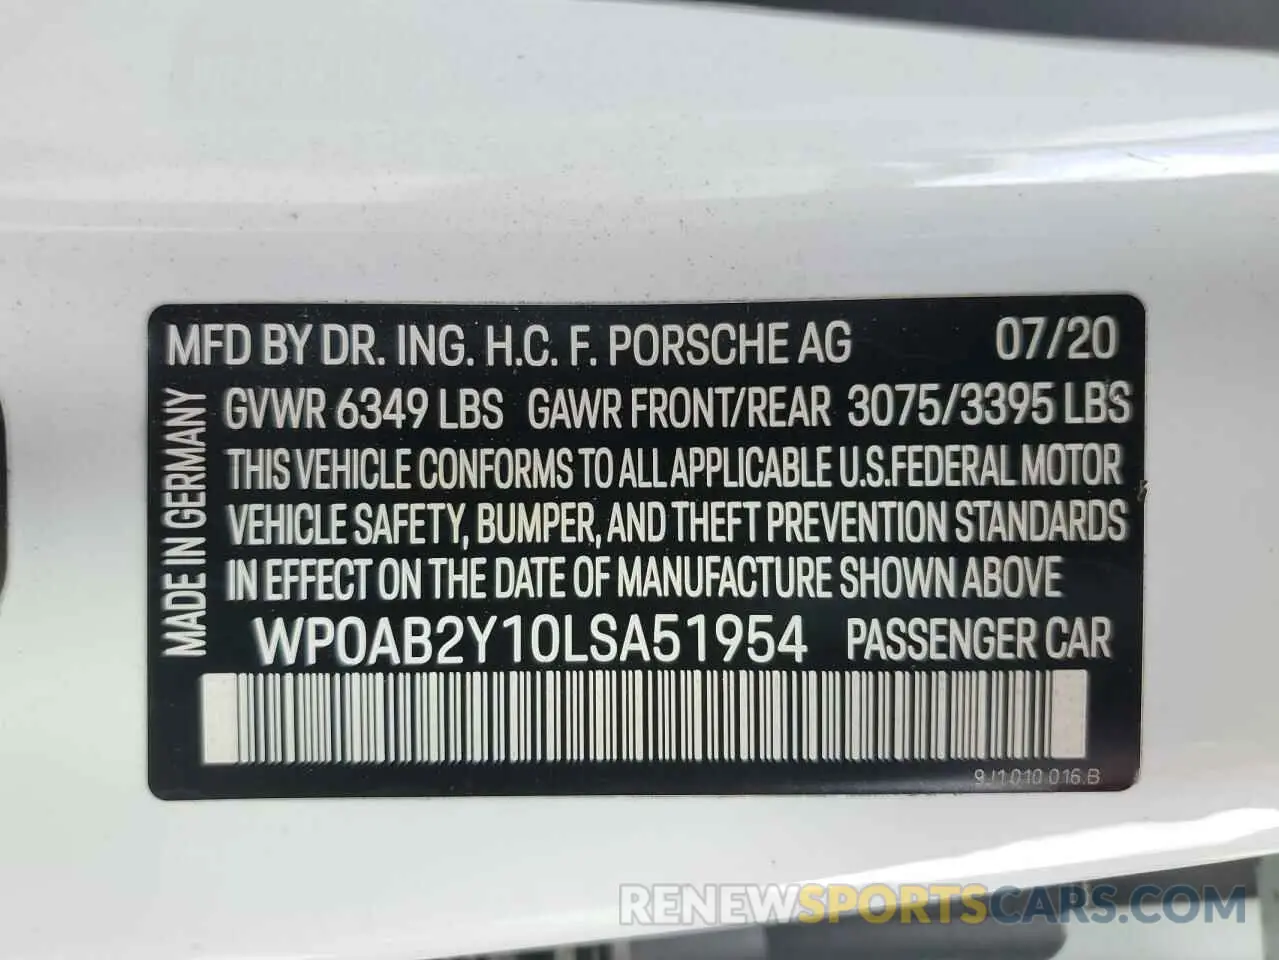 MFD BY DR. ING. H.C. F. PORSCHE AG 07/20
GVWR 6349 LBS GAWR FRONT/REAR 3075/3395 LBS
THIS VEHICLE CONFORMS TO ALL APPLICABLE U.S.FEDERAL MOTOR
VEHICLE SAFETY, BUMPER, AND THEFT PREVENTION STANDARDS
IN EFFECT ON THE DATE OF MANUFACTURE SHOWN ABOVE
MADE IN GERMANY
WP0AB2Y10LSA51954 PASSENGER CAR
9J1.010.016.B
RENEWSPORTSCARS.COM